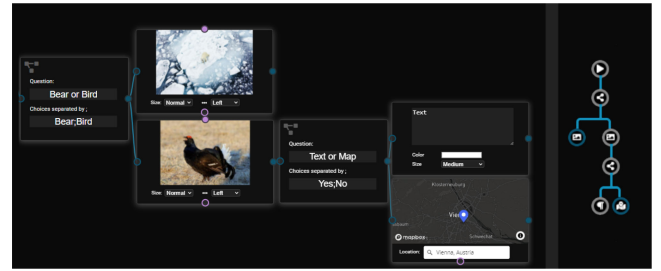 Question:
Bear or Bird
Choices separated by ;
Bear;Bird
Size: Normal Left
Size: Normal Left
Question:
Text or Map
Choices separated by ;
Yes;No
Text
Color
Size Medium
Klosterneuburg
Schwechat
mapbox
Location: Vienna, Austria